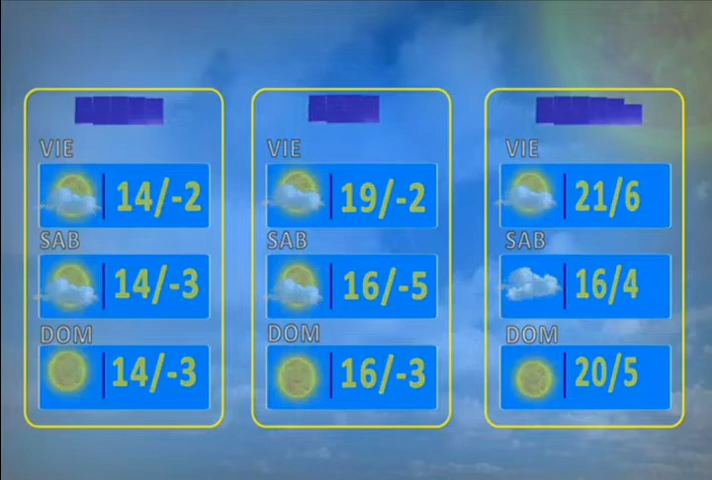 VIE
14/-2
SAB
14/-3
DOM
14/-3
VIE
19/-2
SAB
16/-5
DOM
16/-3
VIE
21/6
SAB
16/4
DOM
20/5